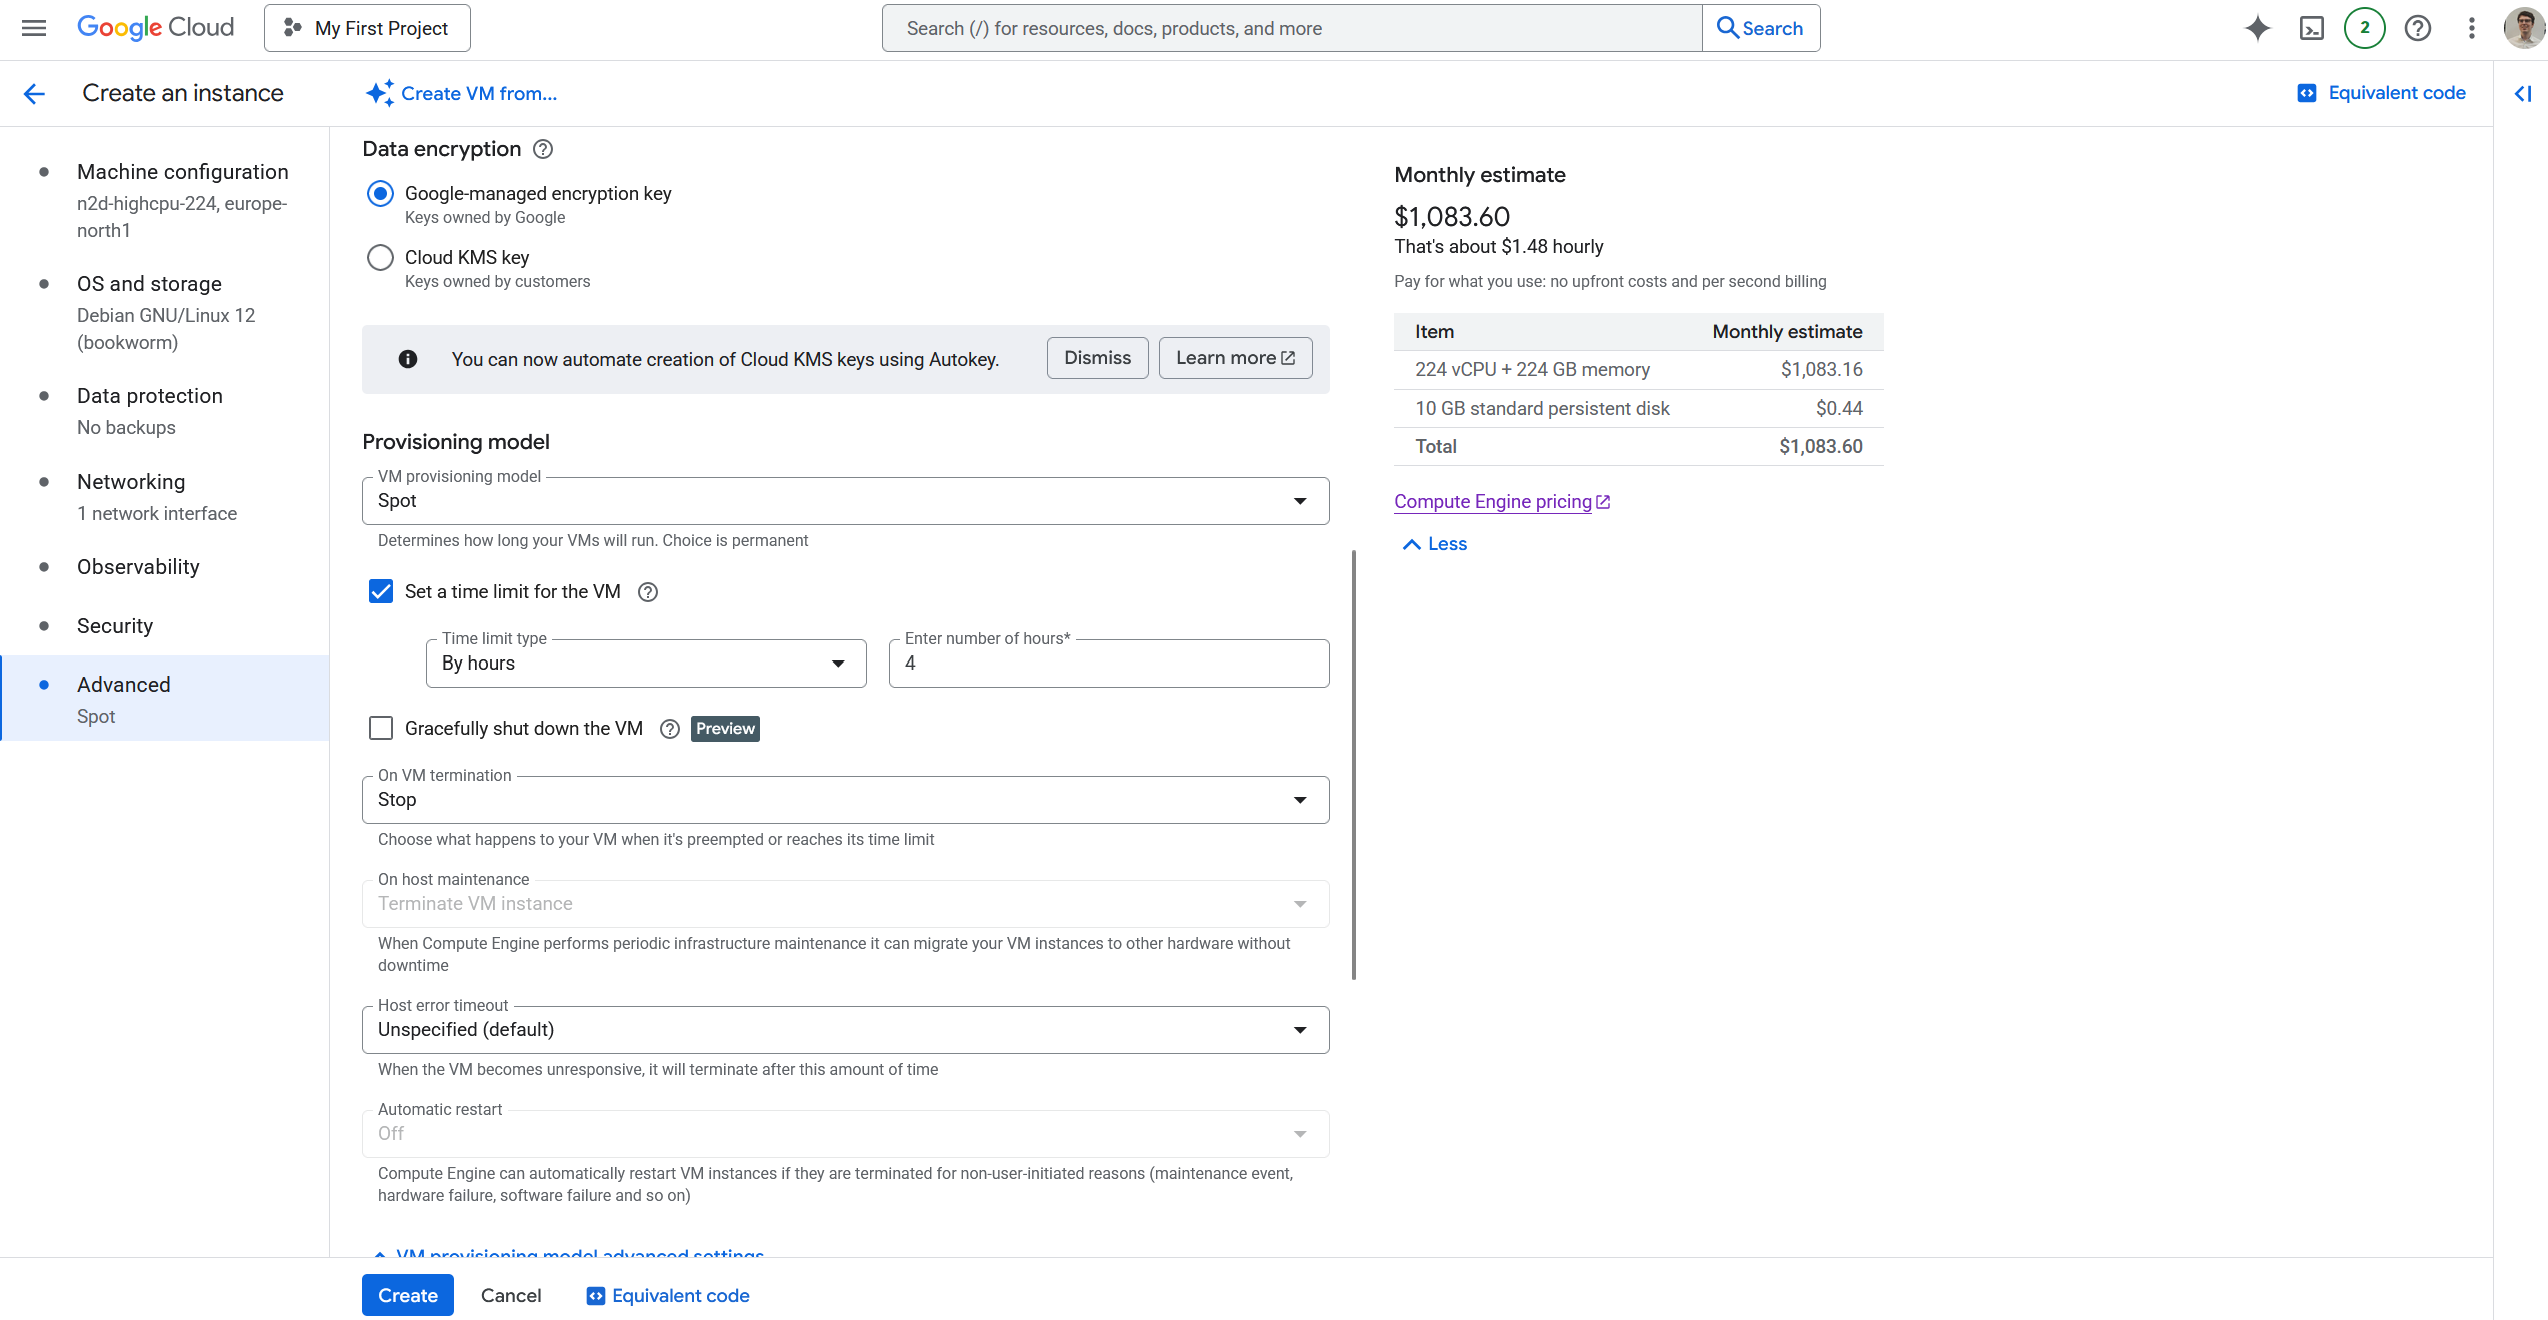 Google Cloud
My First Project
Search (/) for resources, docs, products, and more
Search
2
Create an instance
Create VM from...
Equivalent code
Machine configuration
n2d-highcpu-224, europe-
north1
OS and storage
Debian GNU/Linux 12
(bookworm)
Data protection
No backups
Networking
1 network interface
Observability
Security
Advanced
Spot
Data encryption
Google-managed encryption key
Keys owned by Google
Cloud KMS key
Keys owned by customers
You can now automate creation of Cloud KMS keys using Autokey.
Dismiss
Learn more
Provisioning model
VM provisioning model
Spot
Determines how long your VMs will run. Choice is permanent
Set a time limit for the VM
Time limit type
By hours
Enter number of hours*
4
Gracefully shut down the VM
Preview
On VM termination
Stop
Choose what happens to your VM when it's preempted or reaches its time limit
On host maintenance
Terminate VM instance
When Compute Engine performs periodic infrastructure maintenance it can migrate your VM instances to other hardware without
downtime
Host error timeout
Unspecified (default)
When the VM becomes unresponsive, it will terminate after this amount of time
Automatic restart
Off
Compute Engine can automatically restart VM instances if they are terminated for non-user-initiated reasons (maintenance event,
hardware failure, software failure and so on)
VM provisioning model advanced settings
Monthly estimate
$1,083.60
That's about $1.48 hourly
Pay for what you use: no upfront costs and per second billing
Item Monthly estimate
224 vCPU + 224 GB memory $1,083.16
10 GB standard persistent disk $0.44
Total $1,083.60
Compute Engine pricing
Less
Create
Cancel
Equivalent code